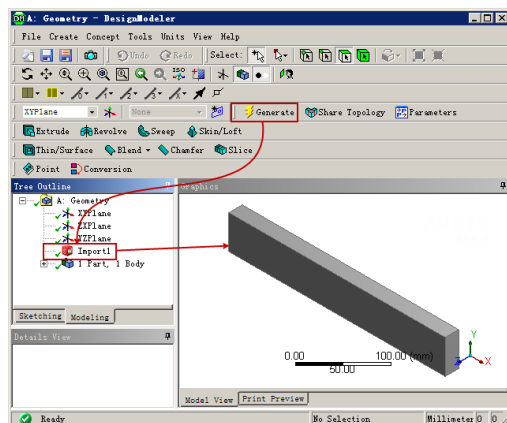 A: Geometry - DesignModeler
File Create Concept Tools Units View Help
Undo Redo Select:
ISO
XYPlane None Generate Share Topology Parameters
Extrude Revolve Sweep Skin/Loft
Thin/Surface Blend Chamfer Slice
Point Conversion
Tree Outline Graphics
A: Geometry
XYPlane
ZXPlane
YZPlane
Import1
1 Part, 1 Body
Sketching Modeling
Details View
0.00 100.00 (mm)
50.00
Y
Z X
Model View Print Preview
Ready No Selection Millimeter 0 0